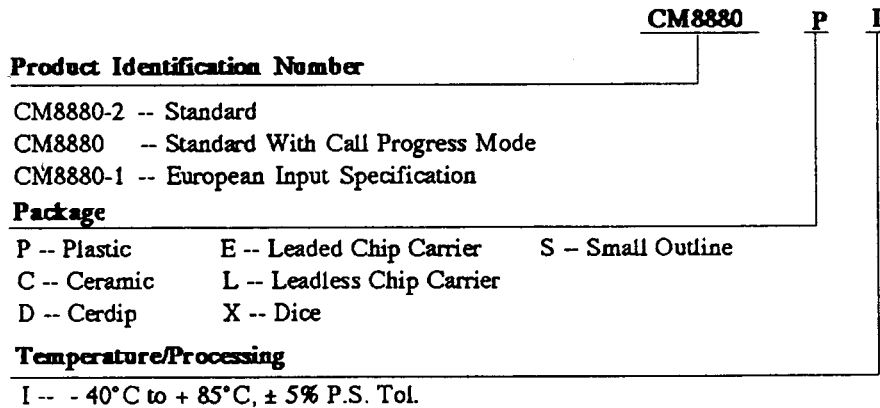 CM8880 P I
Product Identification Number
CM8880-2 -- Standard
CM8880 -- Standard With Call Progress Mode
CM8880-1 -- European Input Specification
Package
P -- Plastic E -- Leaded Chip Carrier S -- Small Outline
C -- Ceramic L -- Leadless Chip Carrier
D -- Cerdip X -- Dice
Temperature/Processing
I -- - 40°C to + 85°C, ± 5% P.S. Tol.